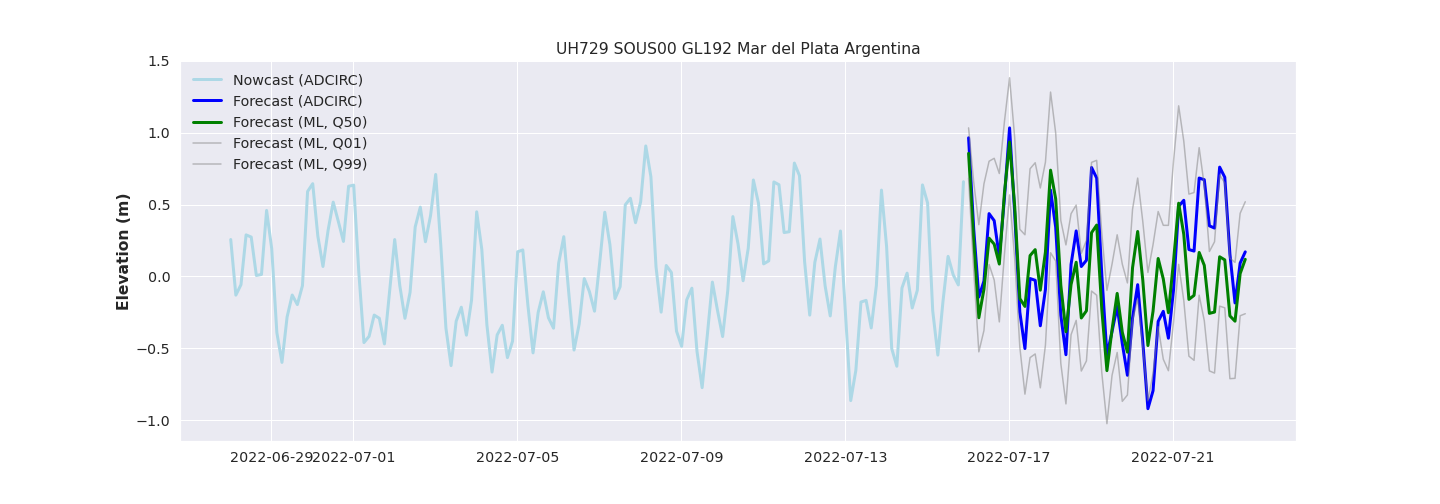 UH729 SOUS00 GL192 Mar del Plata Argentina
1.5
1.0
0.5
0.0
−0.5
−1.0
Elevation (m)
Nowcast (ADCIRC)
Forecast (ADCIRC)
Forecast (ML, Q50)
Forecast (ML, Q01)
Forecast (ML, Q99)
2022-06-29 2022-07-01 2022-07-05 2022-07-09 2022-07-13 2022-07-17 2022-07-21